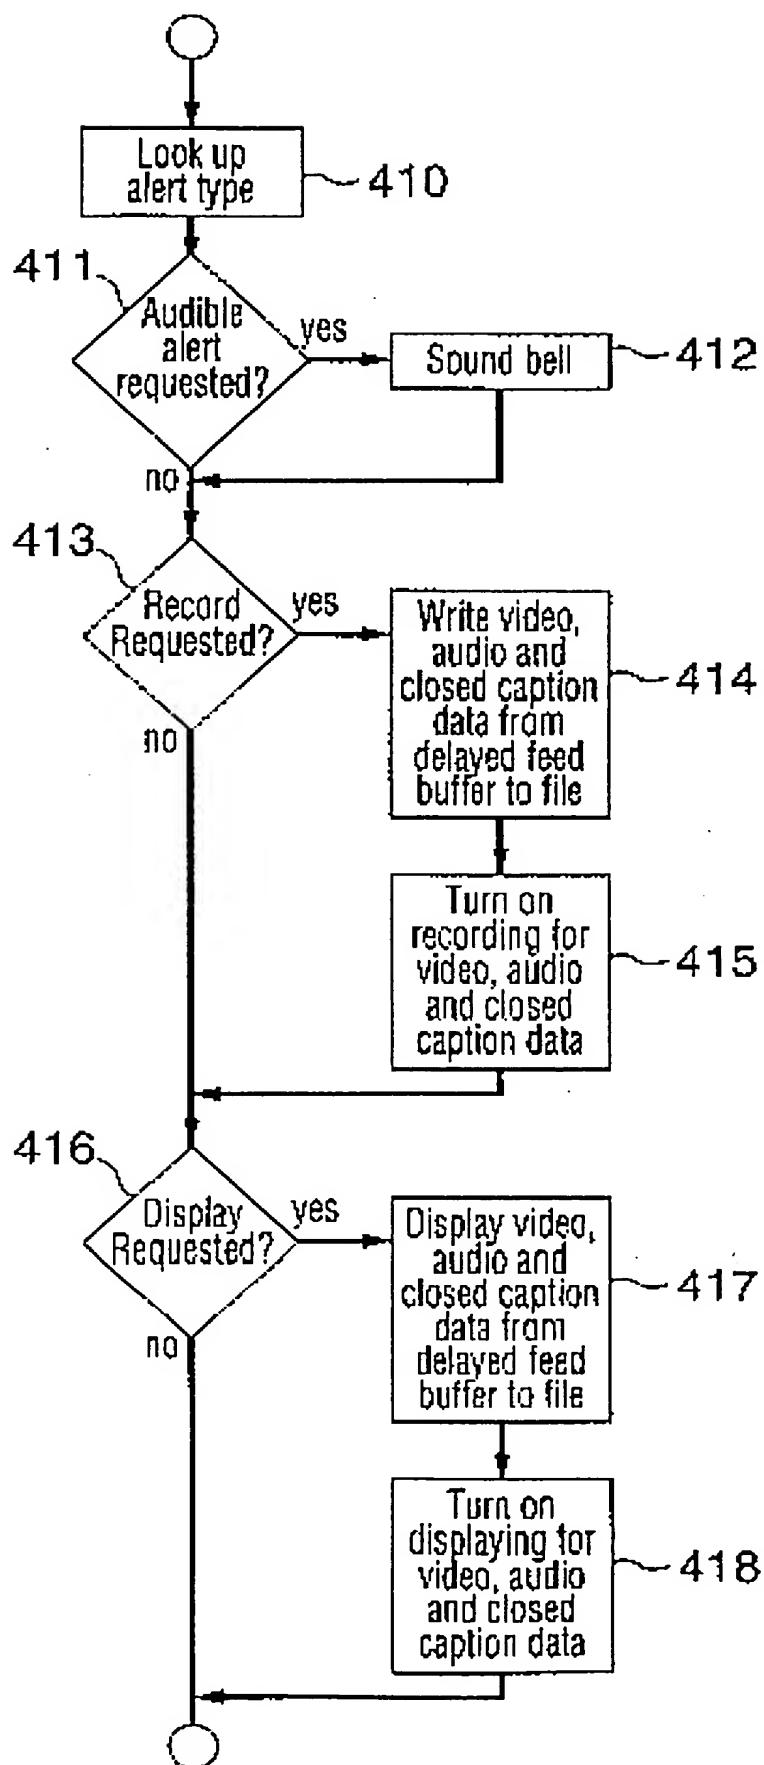 Look up
alert type
410
411
Audible
alert
requested?
yes
Sound bell
412
no
413
Record
Requested?
yes
Write video,
audio and
closed caption
data from
delayed feed
buffer to file
414
no
Turn on
recording for
video, audio
and closed
caption data
415
416
Display
Requested?
yes
Display video,
audio and
closed caption
data from
delayed feed
buffer to file
417
no
Turn on
displaying for
video, audio
and closed
caption data
418